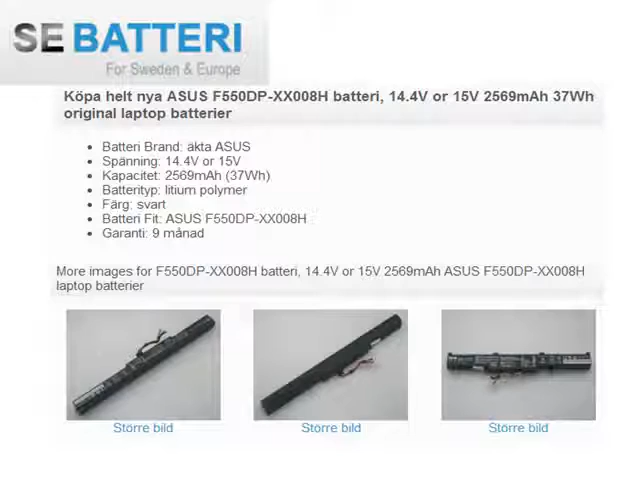 SE BATTERI
For Sweden & Europe
Köpa helt nya ASUS F550DP-XX008H batteri, 14.4V or 15V 2569mAh 37Wh
original laptop batterier
Batteri Brand: äkta ASUS
Spänning: 14.4V or 15V
Kapacitet: 2569mAh (37Wh)
Batterityp: litium polymer
Färg: svart
Batteri Fit: ASUS F550DP-XX008H
Garanti: 9 månad
More images for F550DP-XX008H batteri, 14.4V or 15V 2569mAh ASUS F550DP-XX008H
laptop batterier
Större bild
Större bild
Större bild